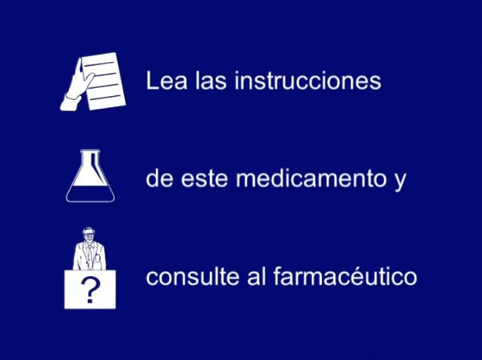 Lea las instrucciones
de este medicamento y
consulte al farmacéutico
?